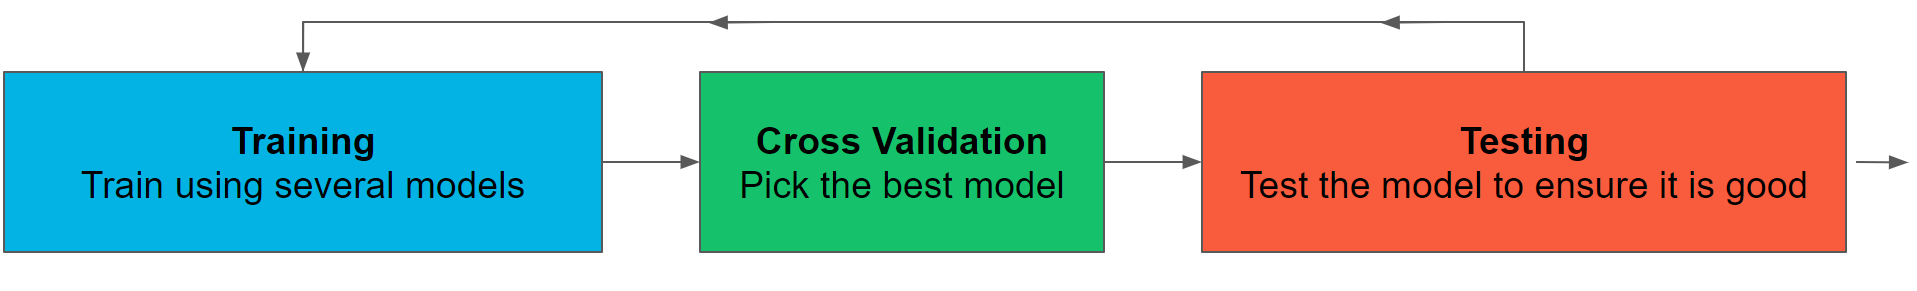 Training
Train using several models
Cross Validation
Pick the best model
Testing
Test the model to ensure it is good